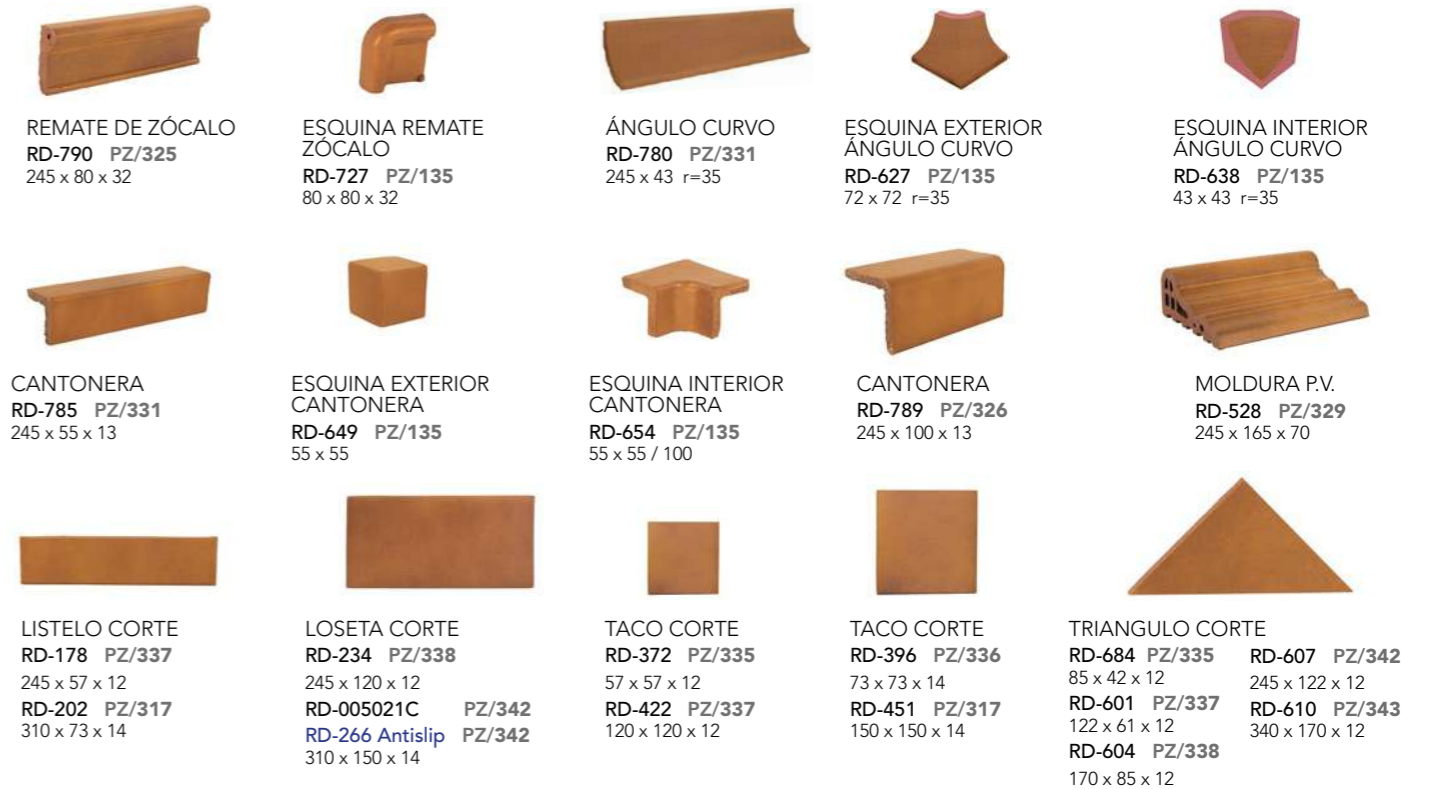 REMATE DE ZÓCALO
RD-790 PZ/325
245 x 80 x 32
ESQUINA REMATE
ZÓCALO
RD-727 PZ/135
80 x 80 x 32
ÁNGULO CURVO
RD-780 PZ/331
245 x 43 r=35
ESQUINA EXTERIOR
ÁNGULO CURVO
RD-627 PZ/135
72 x 72 r=35
ESQUINA INTERIOR
ÁNGULO CURVO
RD-638 PZ/135
43 x 43 r=35
CANTONERA
RD-785 PZ/331
245 x 55 x 13
ESQUINA EXTERIOR
CANTONERA
RD-649 PZ/135
55 x 55
ESQUINA INTERIOR
CANTONERA
RD-654 PZ/135
55 x 55 / 100
CANTONERA
RD-789 PZ/326
245 x 100 x 13
MOLDURA P.V.
RD-528 PZ/329
245 x 165 x 70
LISTELO CORTE
RD-178 PZ/337
245 x 57 x 12
RD-202 PZ/317
310 x 73 x 14
LOSETA CORTE
RD-234 PZ/338
245 x 120 x 12
RD-005021C PZ/342
RD-266 Antislip PZ/342
310 x 150 x 14
TACO CORTE
RD-372 PZ/335
57 x 57 x 12
RD-422 PZ/337
120 x 120 x 12
TACO CORTE
RD-396 PZ/336
73 x 73 x 14
RD-451 PZ/317
150 x 150 x 14
TRIANGULO CORTE
RD-684 PZ/335
85 x 42 x 12
RD-601 PZ/337
122 x 61 x 12
RD-604 PZ/338
170 x 85 x 12
RD-607 PZ/342
245 x 122 x 12
RD-610 PZ/343
340 x 170 x 12